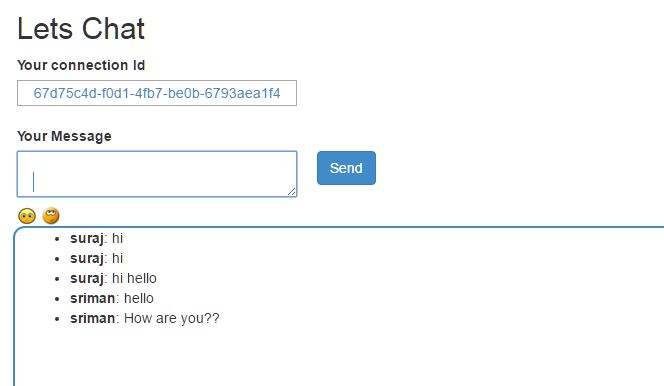 Lets Chat
Your connection Id
67d75c4d-f0d1-4fb7-be0b-6793aea1f4
Your Message
Send
suraj: hi
suraj: hi
suraj: hi hello
sriman: hello
sriman: How are you??